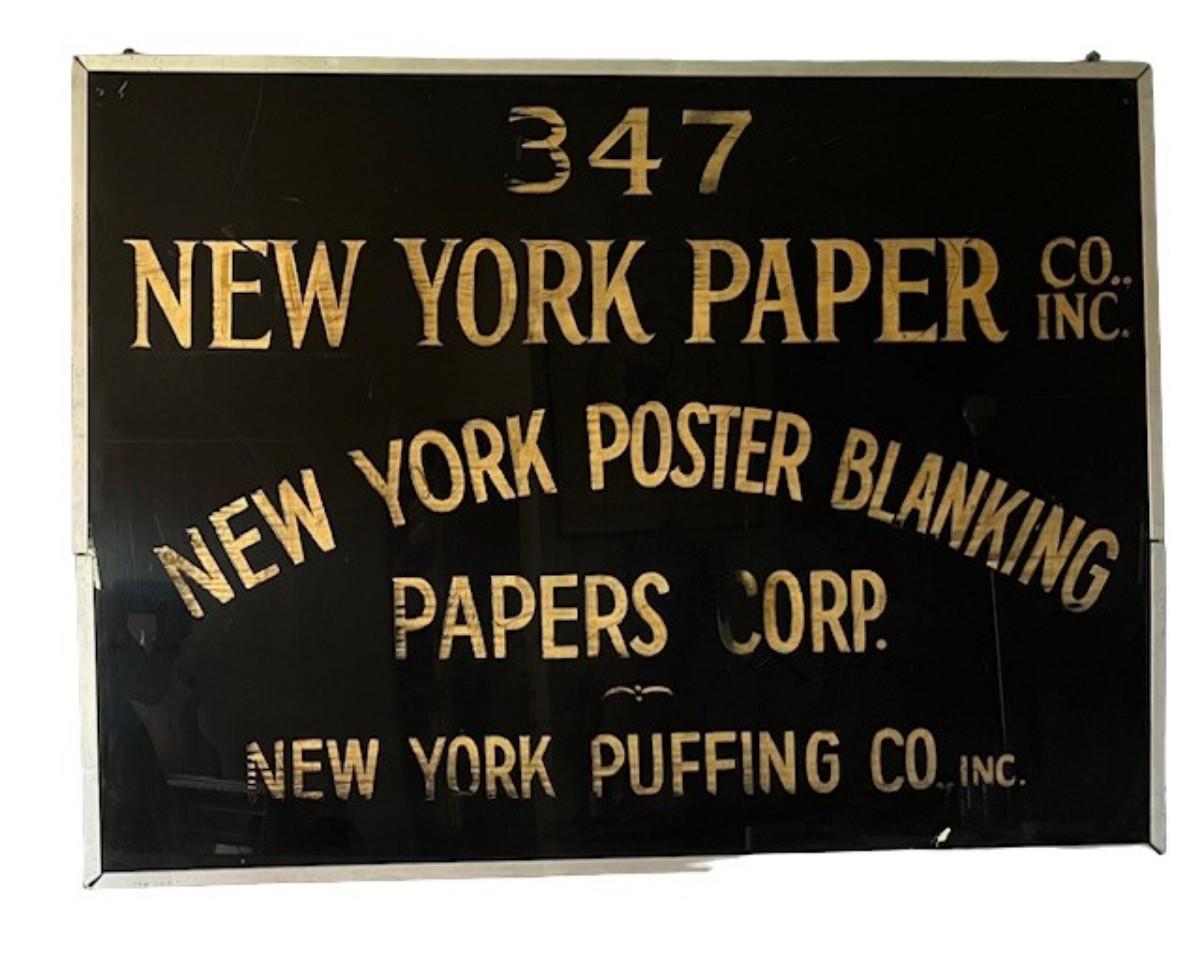 347
NEW YORK PAPER CO., INC.
NEW YORK POSTER BLANKING
PAPERS CORP.
NEW YORK PUFFING CO., INC.